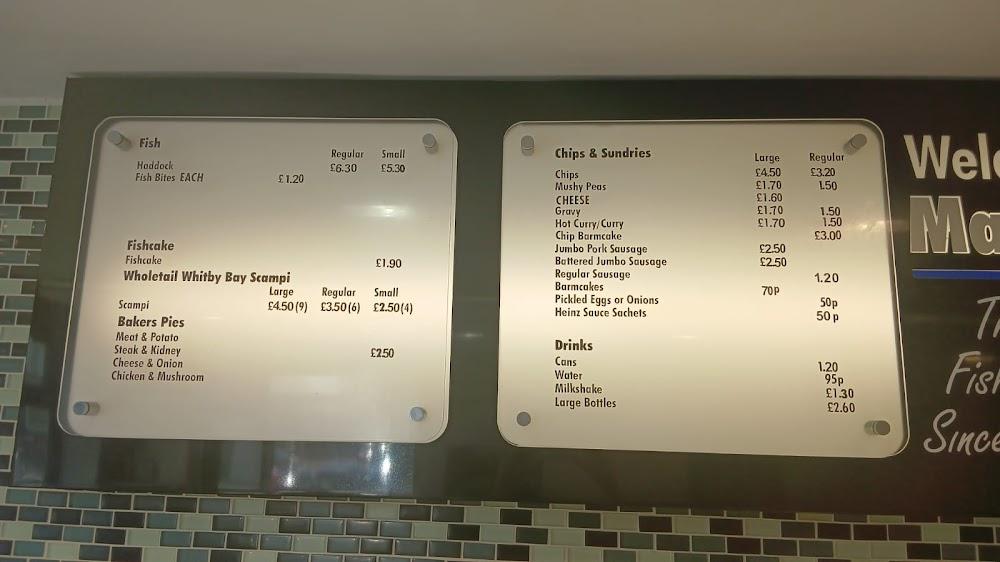 Fish
Regular Small
Haddock £6.30 £5.30
Fish Bites EACH £1.20
Fishcake
Fishcake £1.90
Wholetail Whitby Bay Scampi
Large Regular Small
Scampi £4.50(9) £3.50(6) £2.50(4)
Bakers Pies
Meat & Potato
Steak & Kidney £2.50
Cheese & Onion
Chicken & Mushroom
Chips & Sundries Large Regular
Chips £4.50 £3.20
Mushy Peas £1.70 1.50
CHEESE £1.60
Gravy £1.70 1.50
Hot Curry/Curry £1.70 1.50
Chip Barmcake £3.00
Jumbo Pork Sausage £2.50
Battered Jumbo Sausage £2.50
Regular Sausage 1.20
Barmcakes 70p
Pickled Eggs or Onions 50p
Heinz Sauce Sachets 50p
Drinks
Cans 1.20
Water 95p
Milkshake £1.30
Large Bottles £2.60
Welc
Ma
Fis
Since